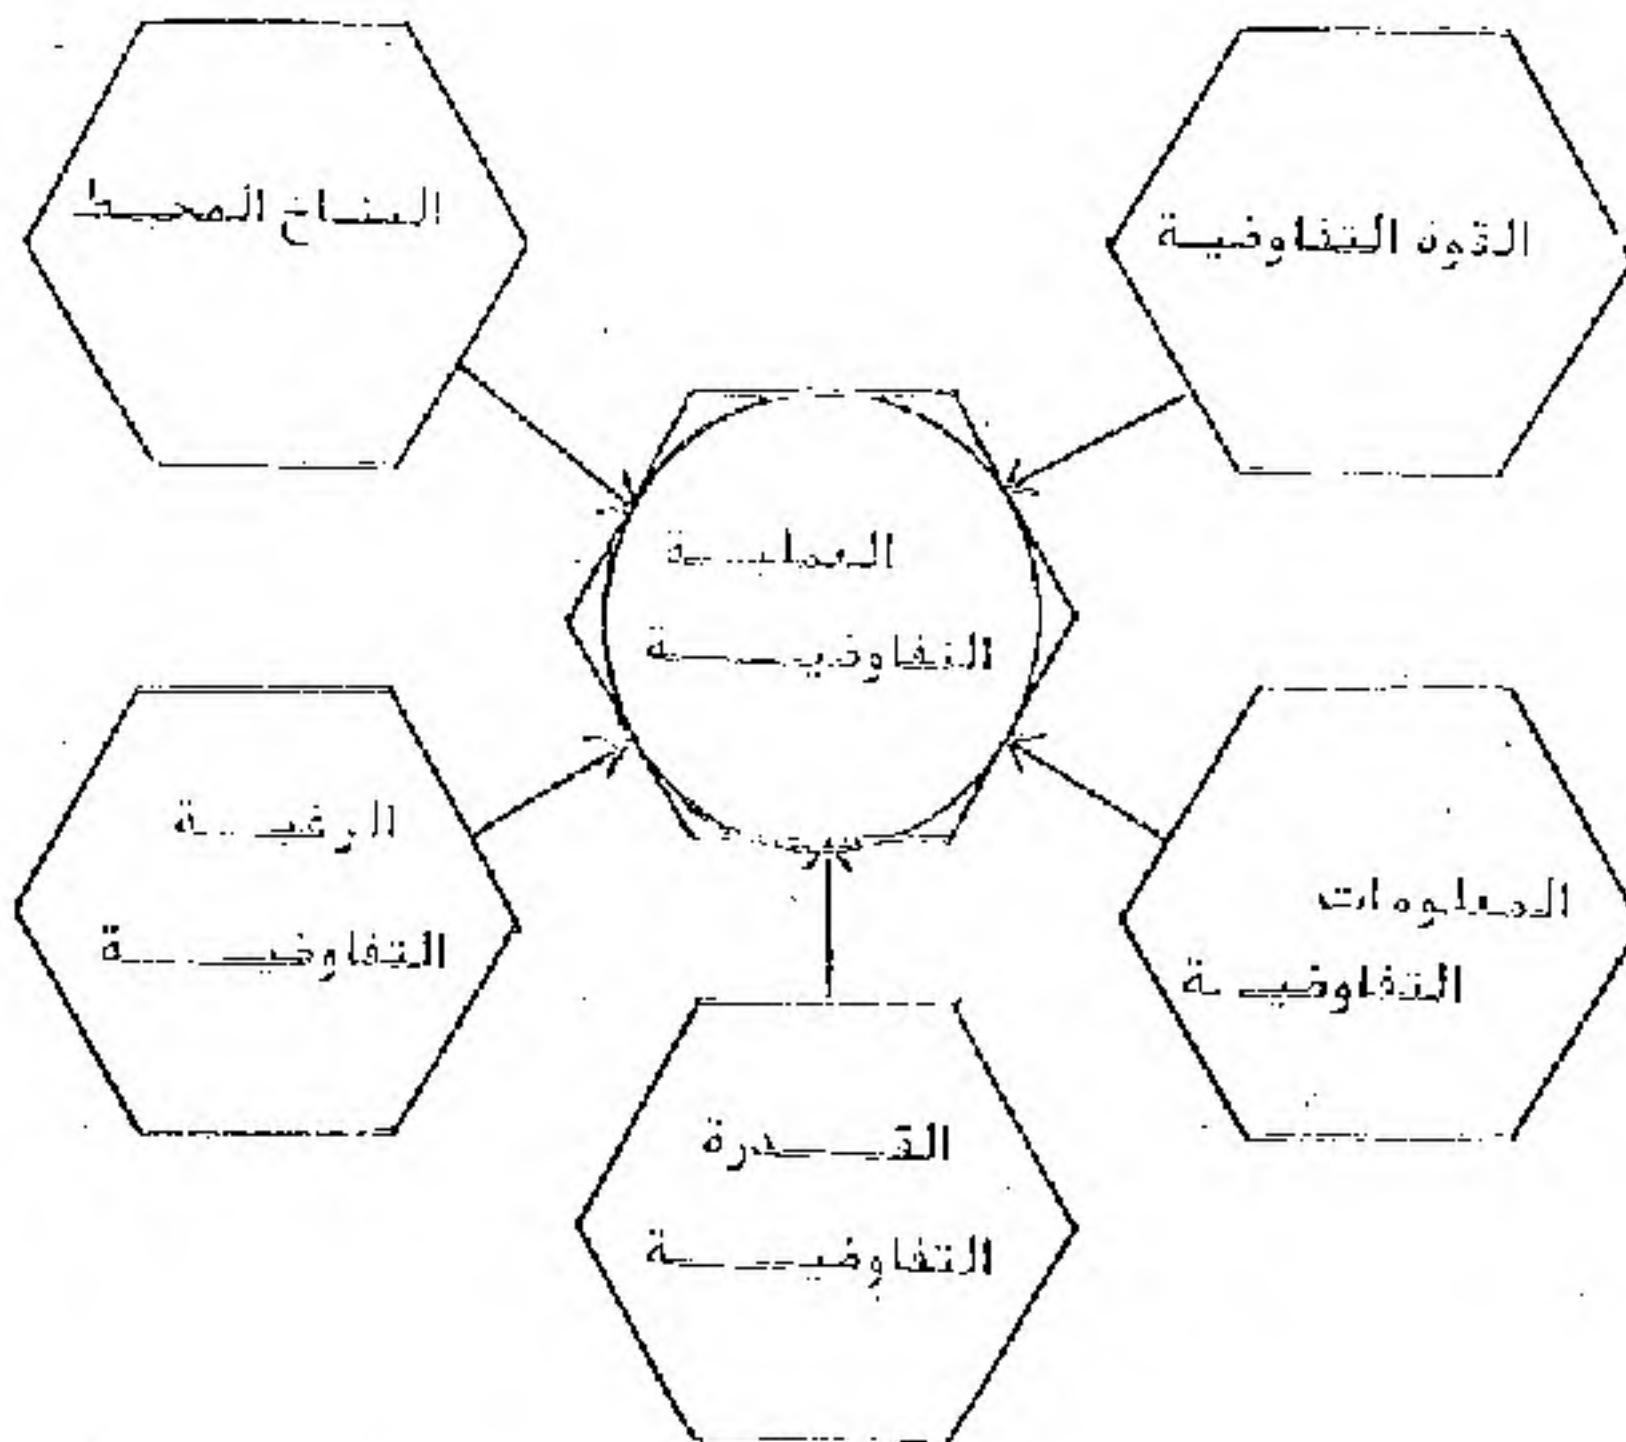 القوة التفاوضية
المناخ المحيط
العملية
التفاوضية
المعلومات
التفاوضية
الرغبة
التفاوضية
القدرة
التفاوضية